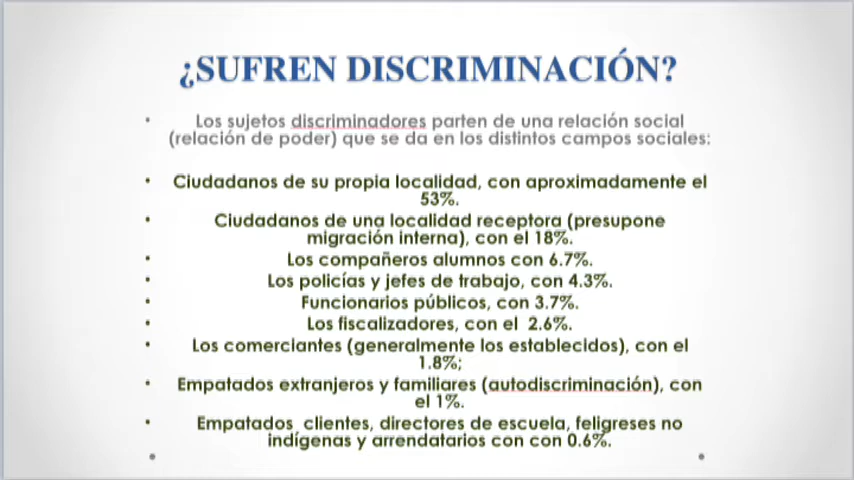 ¿SUFREN DISCRIMINACIÓN?
• Los sujetos discriminadores parten de una relación social
(relación de poder) que se da en los distintos campos sociales:
• Ciudadanos de su propia localidad, con aproximadamente el
53%.
• Ciudadanos de una localidad receptora (presupone
migración interna), con el 18%.
• Los compañeros alumnos con 6.7%.
• Los policías y jefes de trabajo, con 4.3%.
• Funcionarios públicos, con 3.7%.
• Los fiscalizadores, con el  2.6%.
• Los comerciantes (generalmente los establecidos), con el
1.8%;
• Empatados extranjeros y familiares (autodiscriminación), con
el 1%.
• Empatados  clientes, directores de escuela, feligreses no
indígenas y arrendatarios con con 0.6%.